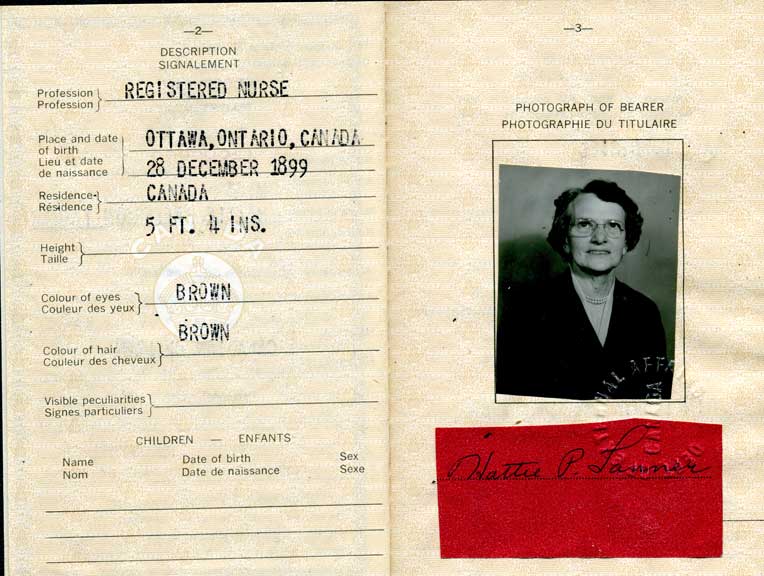 —2—
DESCRIPTION
SIGNALEMENT
Profession
Profession
REGISTERED NURSE
Place and date
of birth
Lieu et date
de naissance
OTTAWA, ONTARIO, CANADA
28 DECEMBER 1899
Residence
Résidence
CANADA
5 FT. 4 INS.
Height
Taille
Colour of eyes
Couleur des yeux
BROWN
BROWN
Colour of hair
Couleur des cheveux
Visible peculiarities
Signes particuliers
CHILDREN — ENFANTS
Name Date of birth Sex
Nom Date de naissance Sexe
—3—
PHOTOGRAPH OF BEARER
PHOTOGRAPHIE DU TITULAIRE
Hattie P.